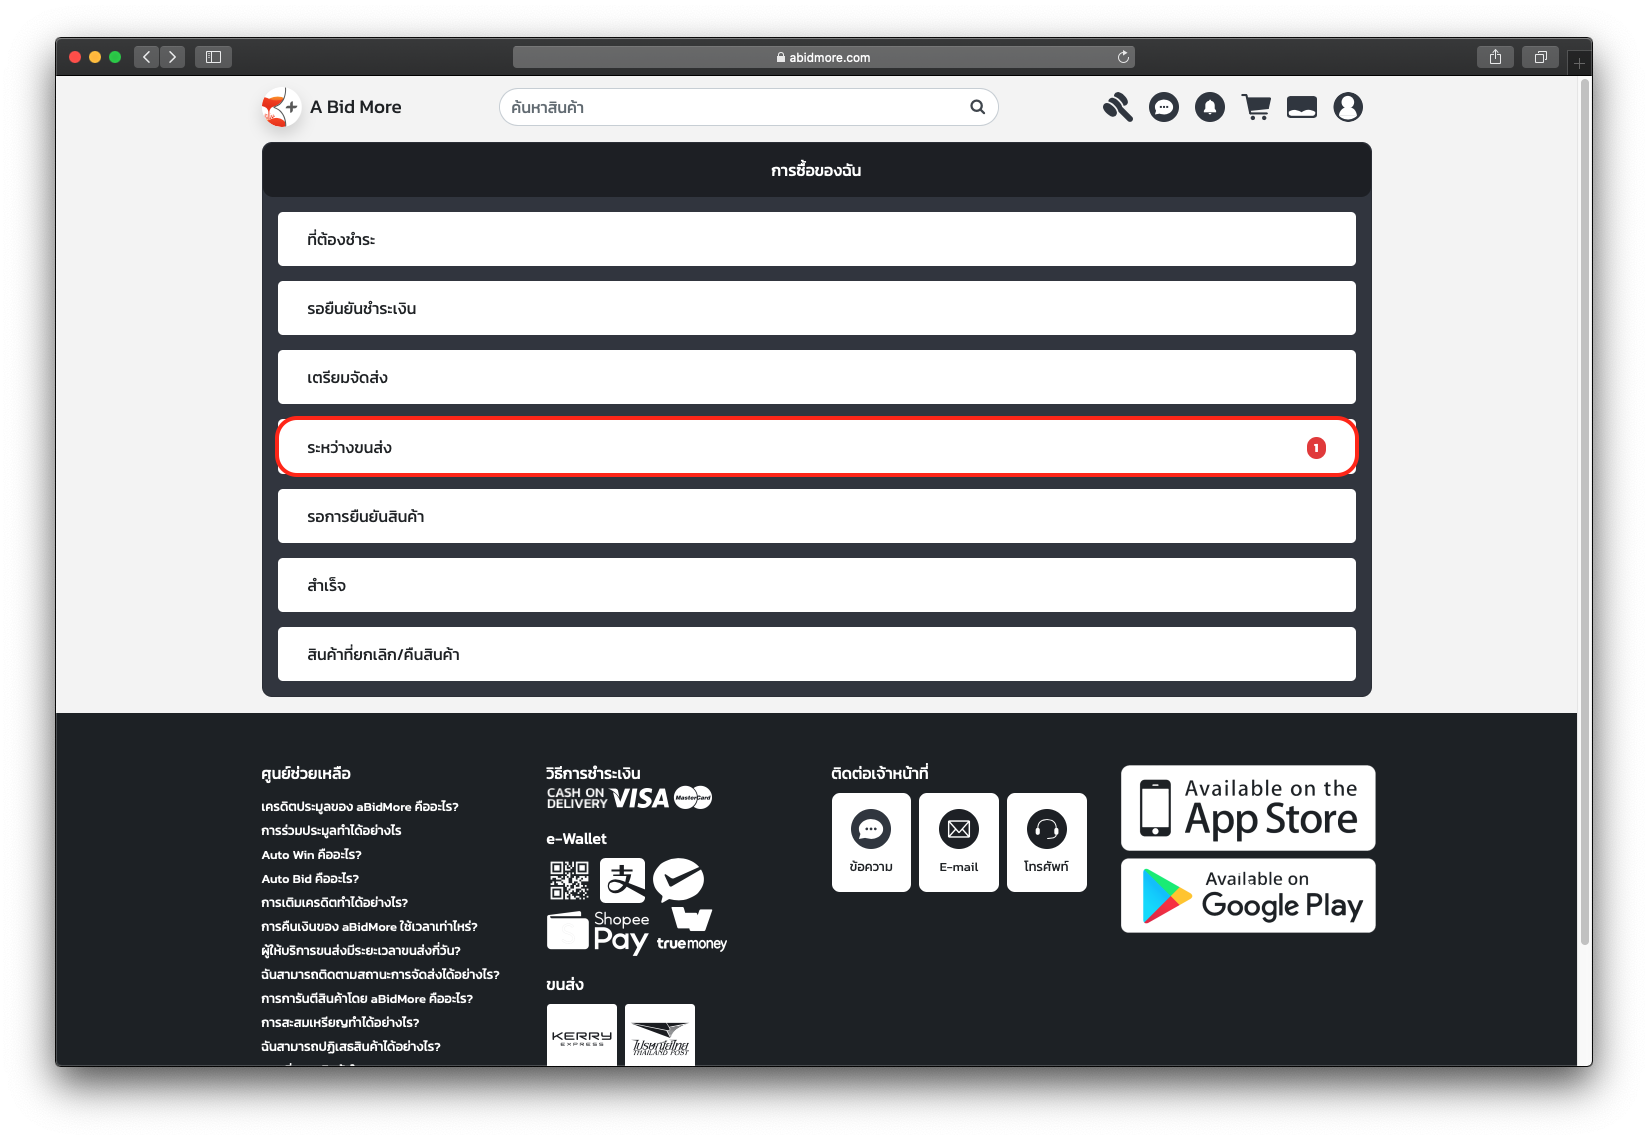 abidmore.com
A Bid More
ค้นหาสินค้า
การซื้อของฉัน
ที่ต้องชำระ
รอยืนยันชำระเงิน
เตรียมจัดส่ง
ระหว่างขนส่ง
1
รอการยืนยันสินค้า
สำเร็จ
สินค้าที่ยกเลิก/คืนสินค้า
ศูนย์ช่วยเหลือ
เครดิตประมูลของ aBidMore คืออะไร?
การร่วมประมูลทำได้อย่างไร
Auto Win คืออะไร?
Auto Bid คืออะไร?
การเติมเครดิตทำได้อย่างไร?
การคืนเงินของ aBidMore ใช้เวลาเท่าไหร่?
ผู้ให้บริการขนส่งมีระยะเวลาขนส่งกี่วัน?
ฉันสามารถติดตามสถานะการจัดส่งได้อย่างไร?
การการันตีสินค้าโดย aBidMore คืออะไร?
การสะสมเหรียญทำได้อย่างไร?
ฉันสามารถปฏิเสธสินค้าได้อย่างไร?
วิธีการชำระเงิน
CASH ON DELIVERY VISA MasterCard
e-Wallet
支
Shopee Pay
truemoney
ขนส่ง
KERRY EXPRESS
ไปรษณีย์ไทย THAILAND POST
ติดต่อเจ้าหน้าที่
ข้อความ
E-mail
โทรศัพท์
Available on the App Store
Available on Google Play